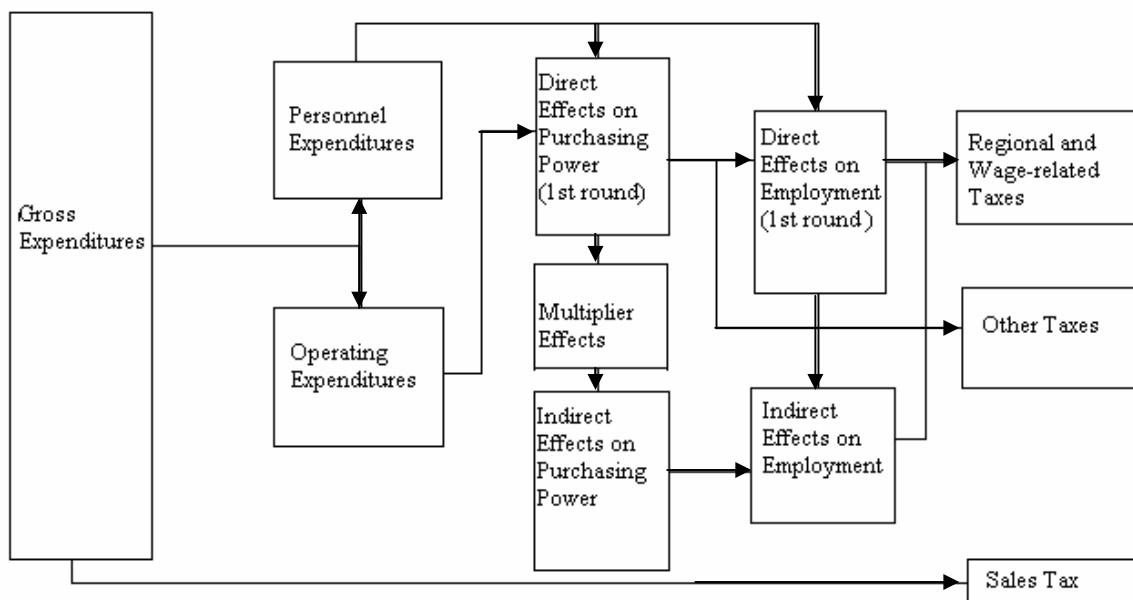 Gross
Expenditures
Personnel
Expenditures
Operating
Expenditures
Direct
Effects on
Purchasing
Power
(1st round)
Multiplier
Effects
Indirect
Effects on
Purchasing
Power
Direct
Effects on
Employment
(1st round )
Indirect
Effects on
Employment
Regional and
Wage-related
Taxes
Other Taxes
Sales Tax